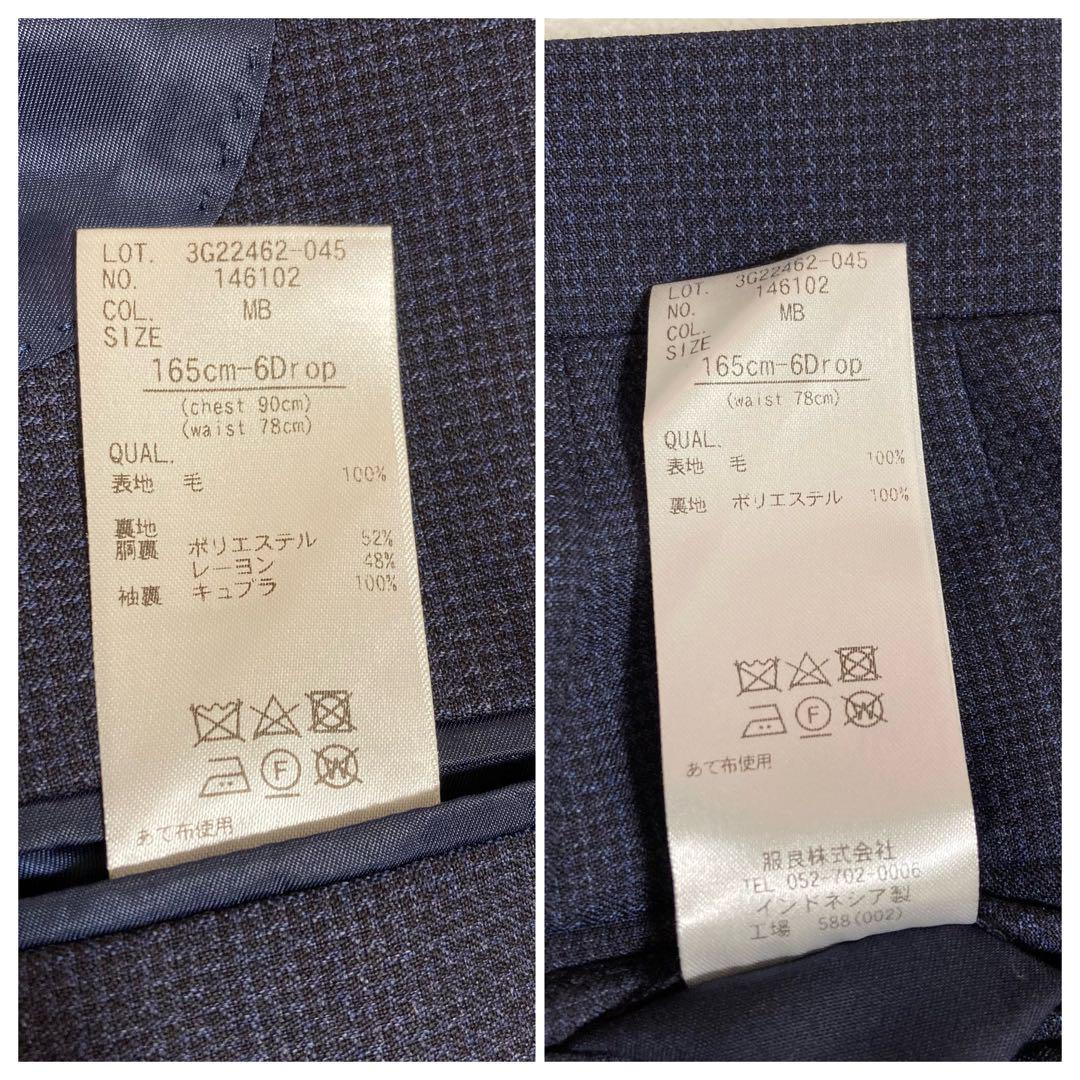 LOT. 3G22462-045
NO. 146102
COL. MB
SIZE
165cm-6Drop
(chest 90cm)
(waist 78cm)
QUAL.
表地 毛 100%
裏地
胴裏 ポリエステル 52%
レーヨン 48%
袖裏 キュプラ 100%
F W
あて布使用
LOT. 3G22462-045
NO. 146102
COL. MB
SIZE
165cm-6Drop
(waist 78cm)
QUAL.
表地 毛 100%
裏地 ポリエステル 100%
F W
あて布使用
服良株式会社
TEL 052-702-0006
インドネシア製
工場 588(002)